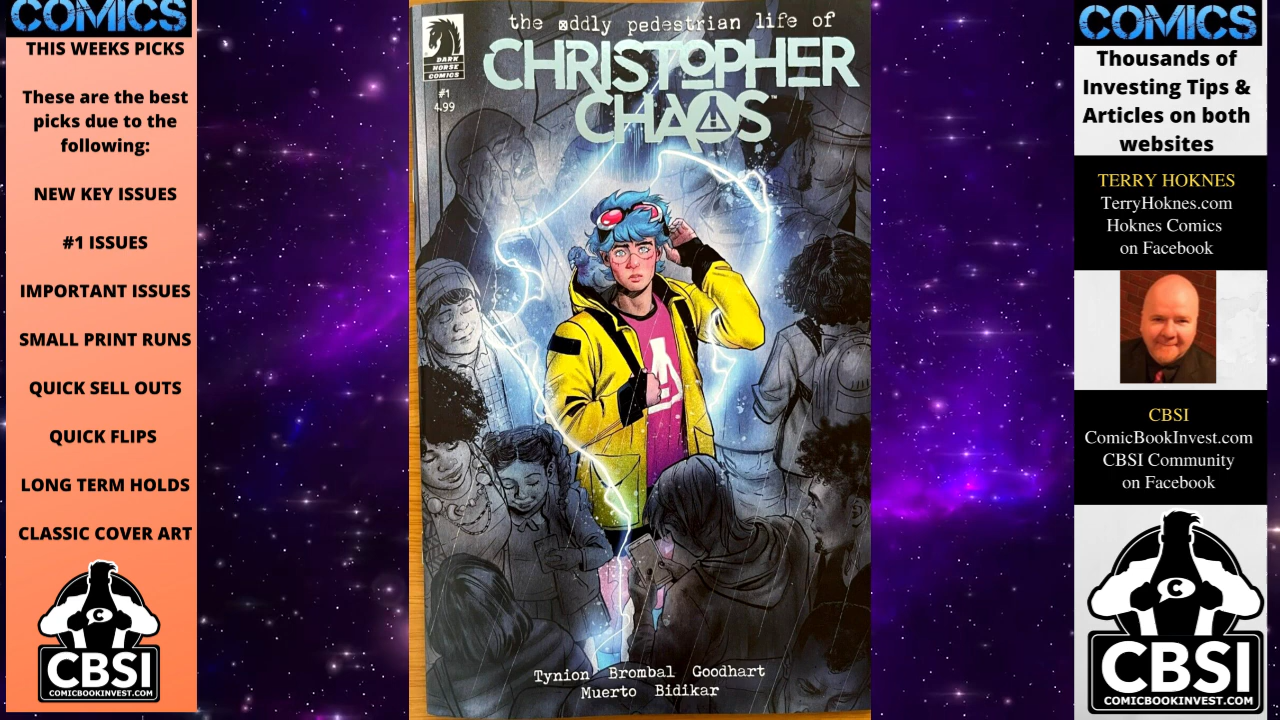 COMICS
THIS WEEKS PICKS
These are the best
picks due to the
following:
NEW KEY ISSUES
#1 ISSUES
IMPORTANT ISSUES
SMALL PRINT RUNS
QUICK SELL OUTS
QUICK FLIPS
LONG TERM HOLDS
CLASSIC COVER ART
C
CBSI
COMICBOOKINVEST.COM
DARK
HORSE
COMICS
#1
4.99
the oddly pedestrian life of
CHRISTOPHER
CHAOS™
Tynion Brombal Goodhart
Muerto Bidikar
COMICS
Thousands of
Investing Tips &
Articles on both
websites
TERRY HOKNES
TerryHoknes.com
Hoknes Comics
on Facebook
CBSI
ComicBookInvest.com
CBSI Community
on Facebook
C
CBSI
COMICBOOKINVEST.COM